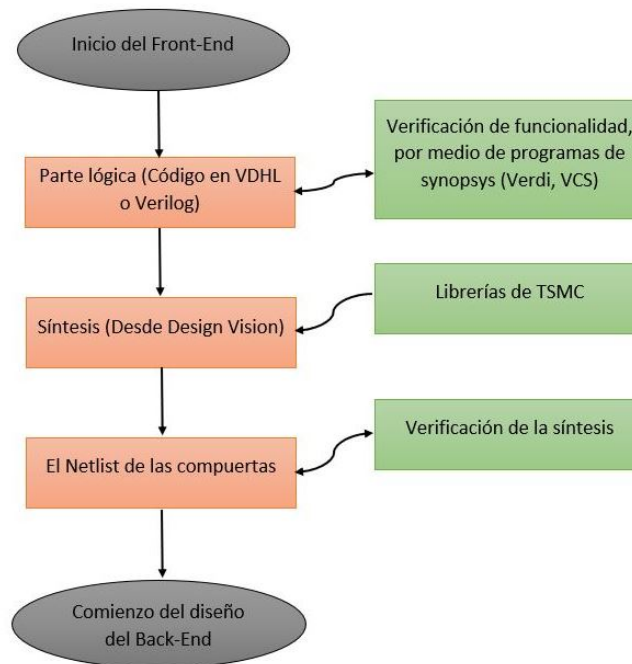 Inicio del Front-End
Parte lógica (Código en VDHL
o Verilog)
Verificación de funcionalidad,
por medio de programas de
synopsys (Verdi, VCS)
Síntesis (Desde Design Vision)
Librerías de TSMC
El Netlist de las compuertas
Verificación de la síntesis
Comienzo del diseño
del Back-End